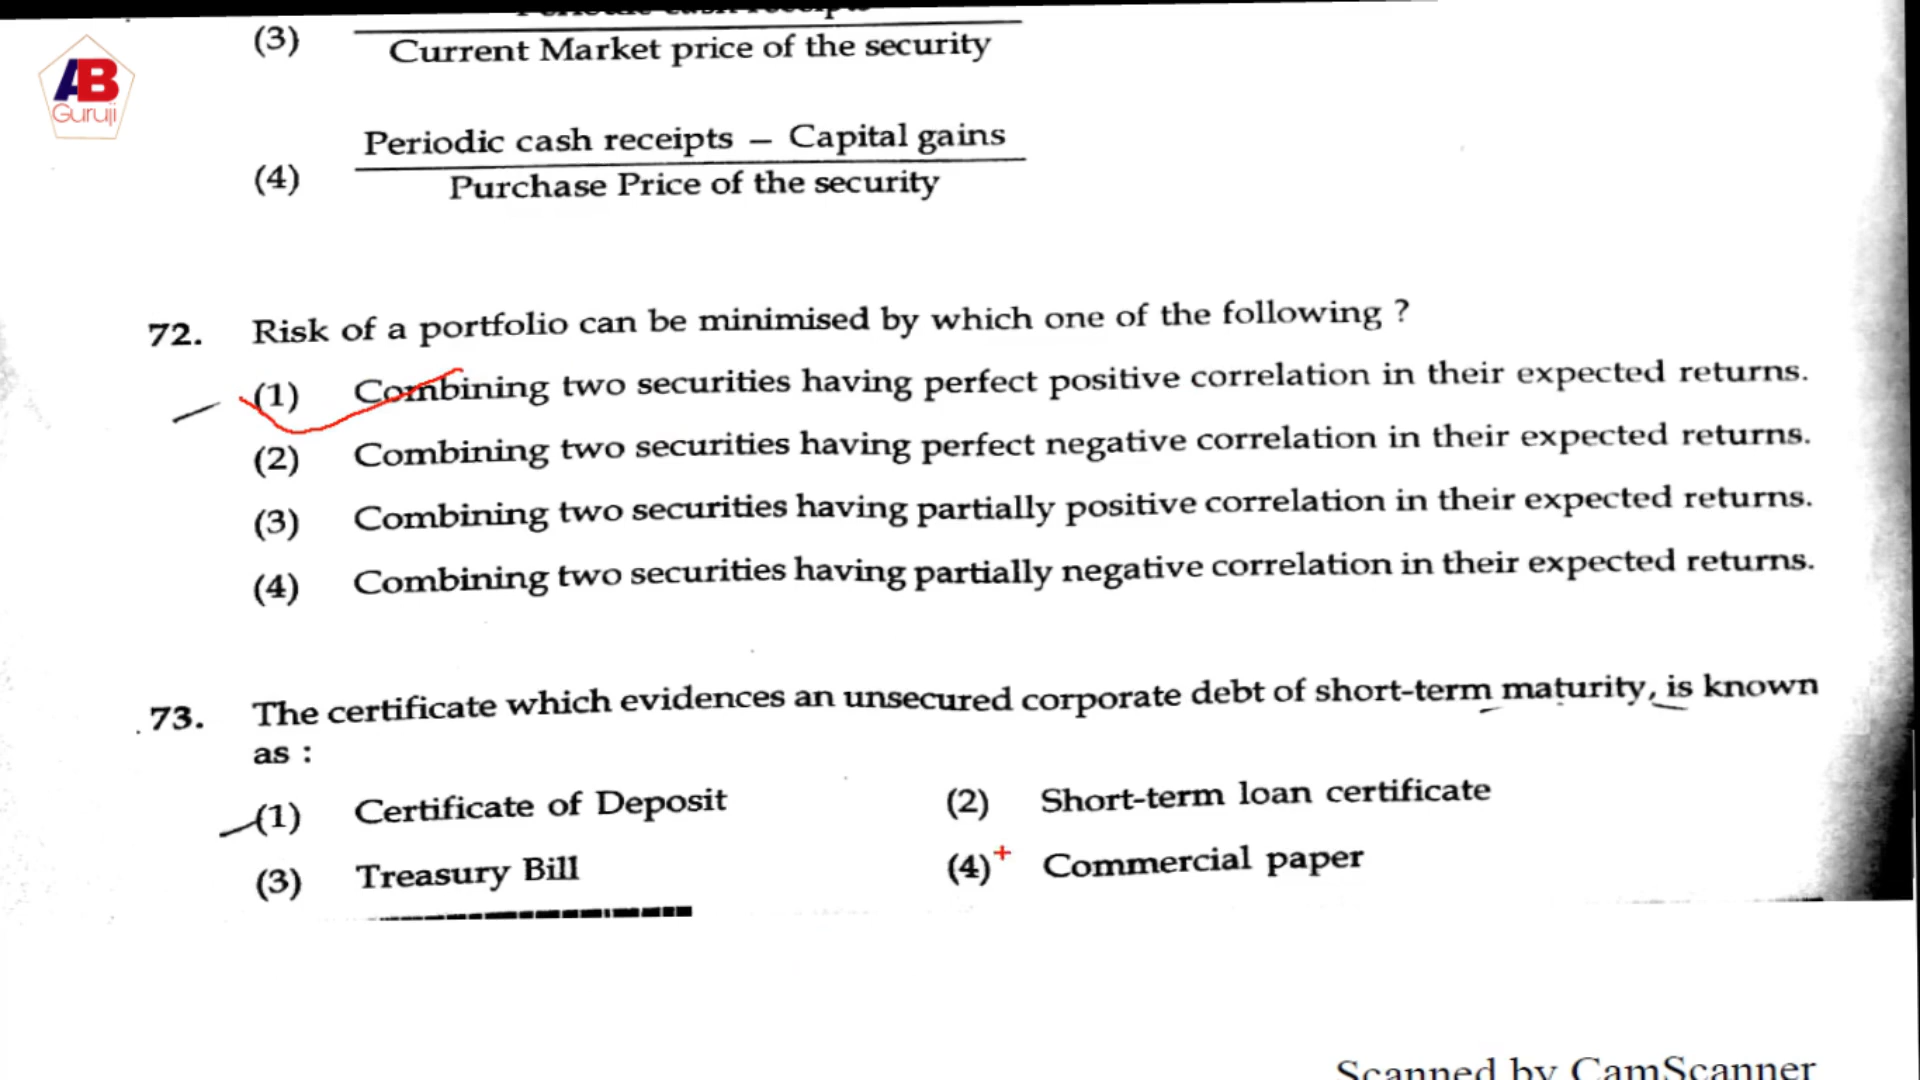 AB
Guruji
(3) Periodic cash receipts
Current Market price of the security
(4) Periodic cash receipts – Capital gains
Purchase Price of the security
72. Risk of a portfolio can be minimised by which one of the following ?
(1) Combining two securities having perfect positive correlation in their expected returns.
(2) Combining two securities having perfect negative correlation in their expected returns.
(3) Combining two securities having partially positive correlation in their expected returns.
(4) Combining two securities having partially negative correlation in their expected returns.
73. The certificate which evidences an unsecured corporate debt of short-term maturity, is known
as :
(1) Certificate of Deposit (2) Short-term loan certificate
(3) Treasury Bill (4)+ Commercial paper
Scanned by CamScanner